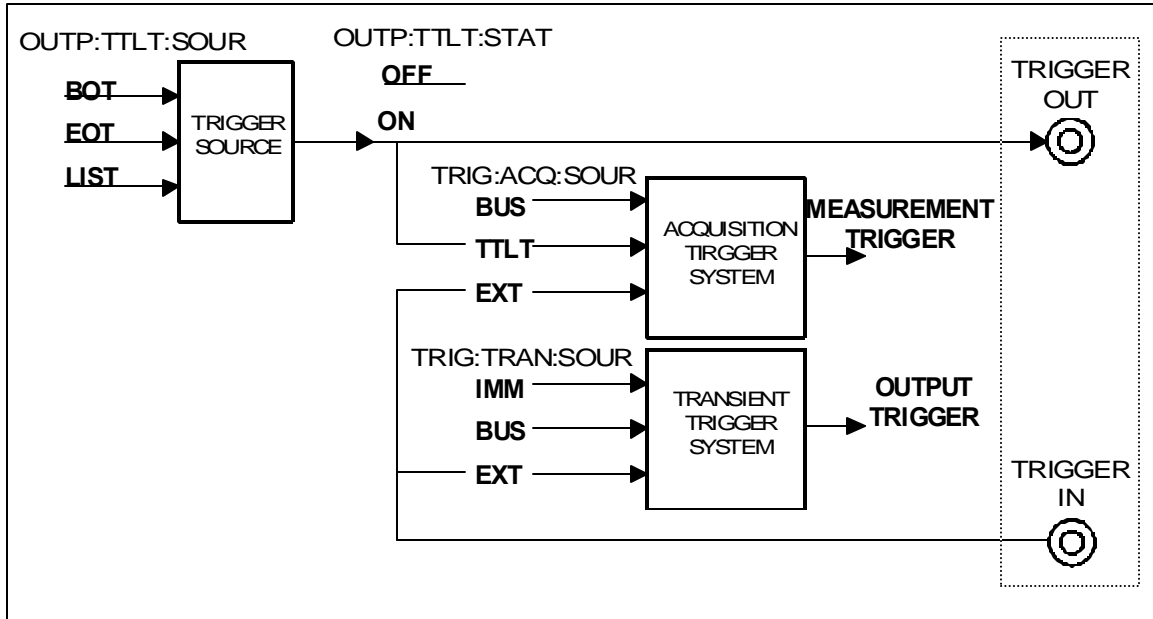 OUTP:TTLT:SOUR
OUTP:TTLT:STAT
BOT
EOT
LIST
TRIGGER
SOURCE
OFF
ON
TRIGGER
OUT
TRIG:ACQ:SOUR
BUS
TTLT
EXT
ACQUISITION
TIRGGER
SYSTEM
MEASUREMENT
TRIGGER
TRIG:TRAN:SOUR
IMM
BUS
EXT
TRANSIENT
TRIGGER
SYSTEM
OUTPUT
TRIGGER
TRIGGER
IN